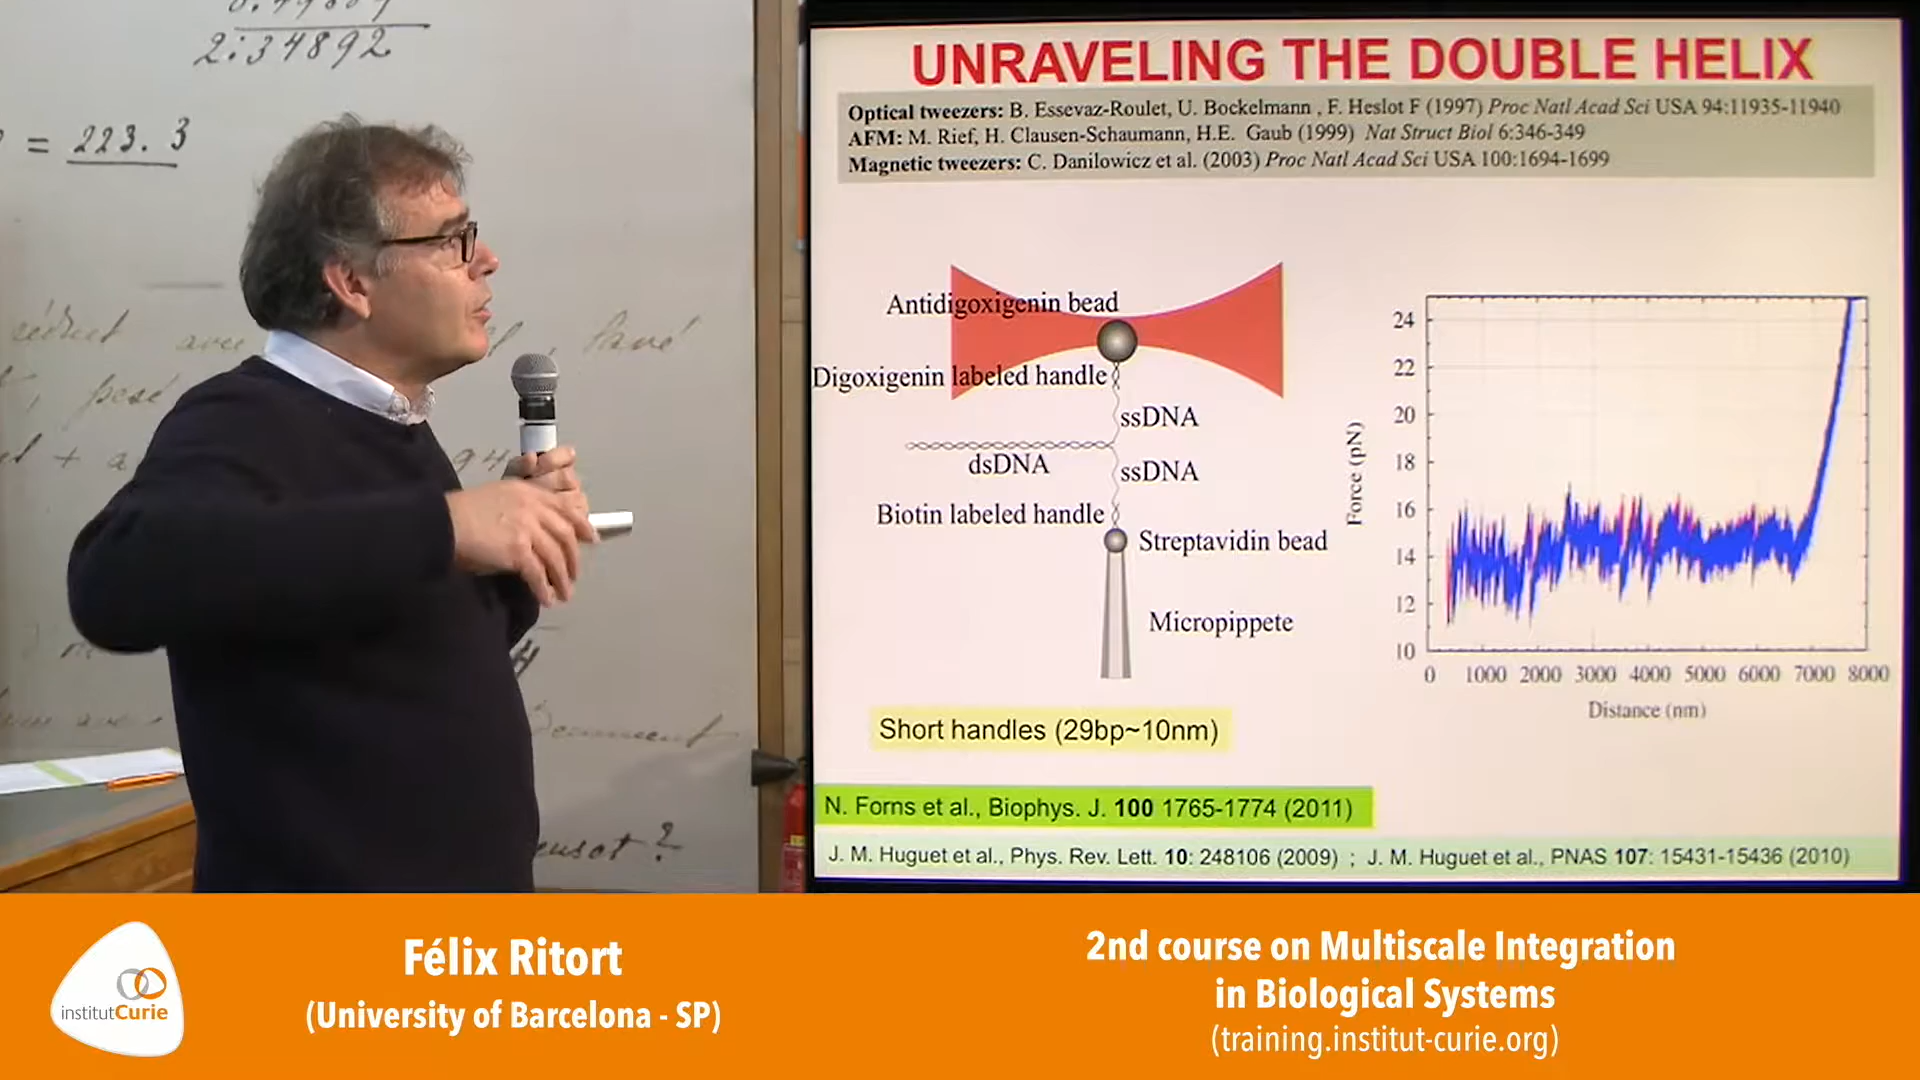 2.34892
= 223.3
UNRAVELING THE DOUBLE HELIX
Optical tweezers: B. Essevaz-Roulet, U. Bockelmann , F. Heslot F (1997) Proc Natl Acad Sci USA 94:11935-11940
AFM: M. Rief, H. Clausen-Schaumann, H.E. Gaub (1999) Nat Struct Biol 6:346-349
Magnetic tweezers: C. Danilowicz et al. (2003) Proc Natl Acad Sci USA 100:1694-1699
Antidigoxigenin bead
Digoxigenin labeled handle
ssDNA
dsDNA
ssDNA
Biotin labeled handle
Streptavidin bead
Micropippete
Force (pN)
24
22
20
18
16
14
12
10
0 1000 2000 3000 4000 5000 6000 7000 8000
Distance (nm)
Short handles (29bp~10nm)
N. Forns et al., Biophys. J. 100 1765-1774 (2011)
J. M. Huguet et al., Phys. Rev. Lett. 10: 248106 (2009) ; J. M. Huguet et al., PNAS 107: 15431-15436 (2010)
institutCurie
Félix Ritort
(University of Barcelona - SP)
2nd course on Multiscale Integration
in Biological Systems
(training.institut-curie.org)